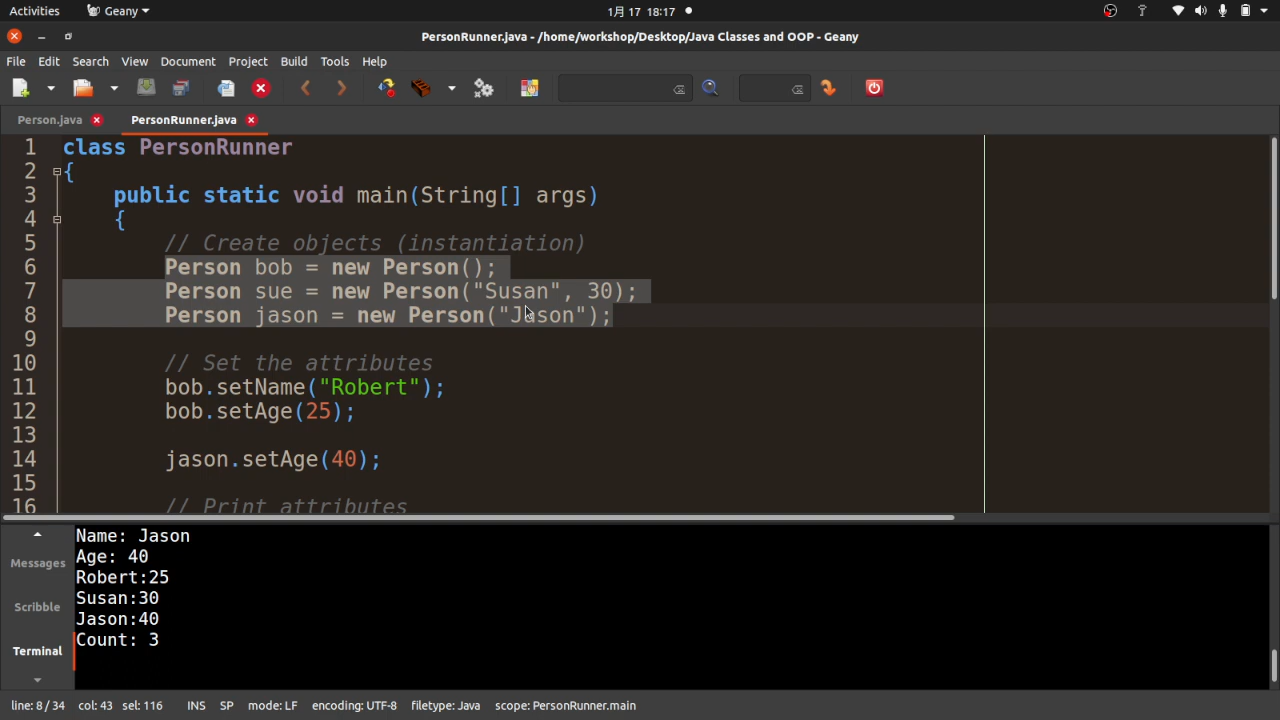 Activities Geany 1月 17 18:17
PersonRunner.java - /home/workshop/Desktop/Java Classes and OOP - Geany
File Edit Search View Document Project Build Tools Help
Person.java PersonRunner.java
1 class PersonRunner
2 {
3 public static void main(String[] args)
4 {
5 // Create objects (instantiation)
6 Person bob = new Person();
7 Person sue = new Person("Susan", 30);
8 Person jason = new Person("Jason");
9
10 // Set the attributes
11 bob.setName("Robert");
12 bob.setAge(25);
13
14 jason.setAge(40);
15
16 // Print attributes
Messages
Scribble
Terminal
Name: Jason
Age: 40
Robert:25
Susan:30
Jason:40
Count: 3
line: 8 / 34 col: 43 sel: 116 INS SP mode: LF encoding: UTF-8 filetype: Java scope: PersonRunner.main